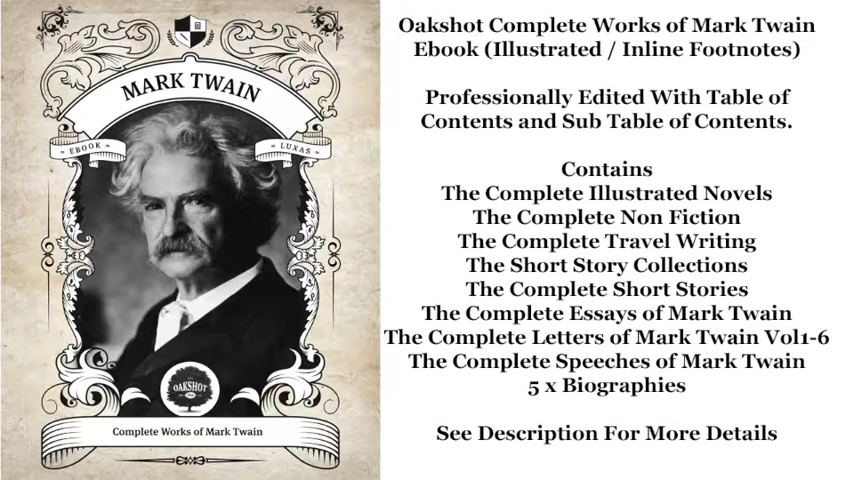 MARK TWAIN
EBOOK
LUXAS
OAKSHOT
Complete Works of Mark Twain
Oakshot Complete Works of Mark Twain
Ebook (Illustrated / Inline Footnotes)
Professionally Edited With Table of
Contents and Sub Table of Contents.
Contains
The Complete Illustrated Novels
The Complete Non Fiction
The Complete Travel Writing
The Short Story Collections
The Complete Short Stories
The Complete Essays of Mark Twain
The Complete Letters of Mark Twain Vol1-6
The Complete Speeches of Mark Twain
5 x Biographies
See Description For More Details